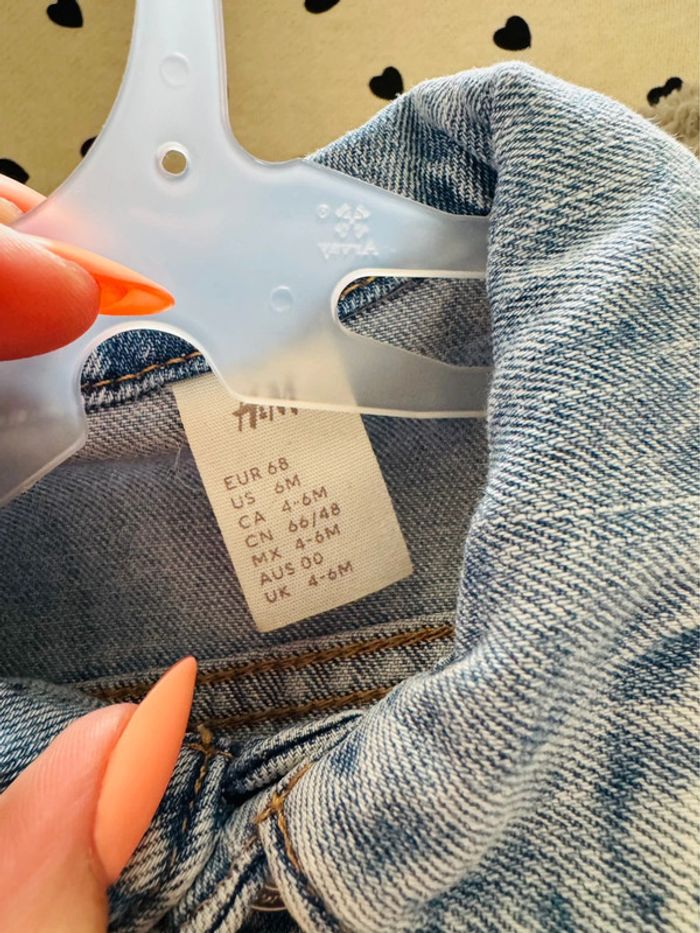 H&M
EUR 68
US 6M
CA 4-6M
CN 66/48
MX 4-6M
AUS 00
UK 4-6M